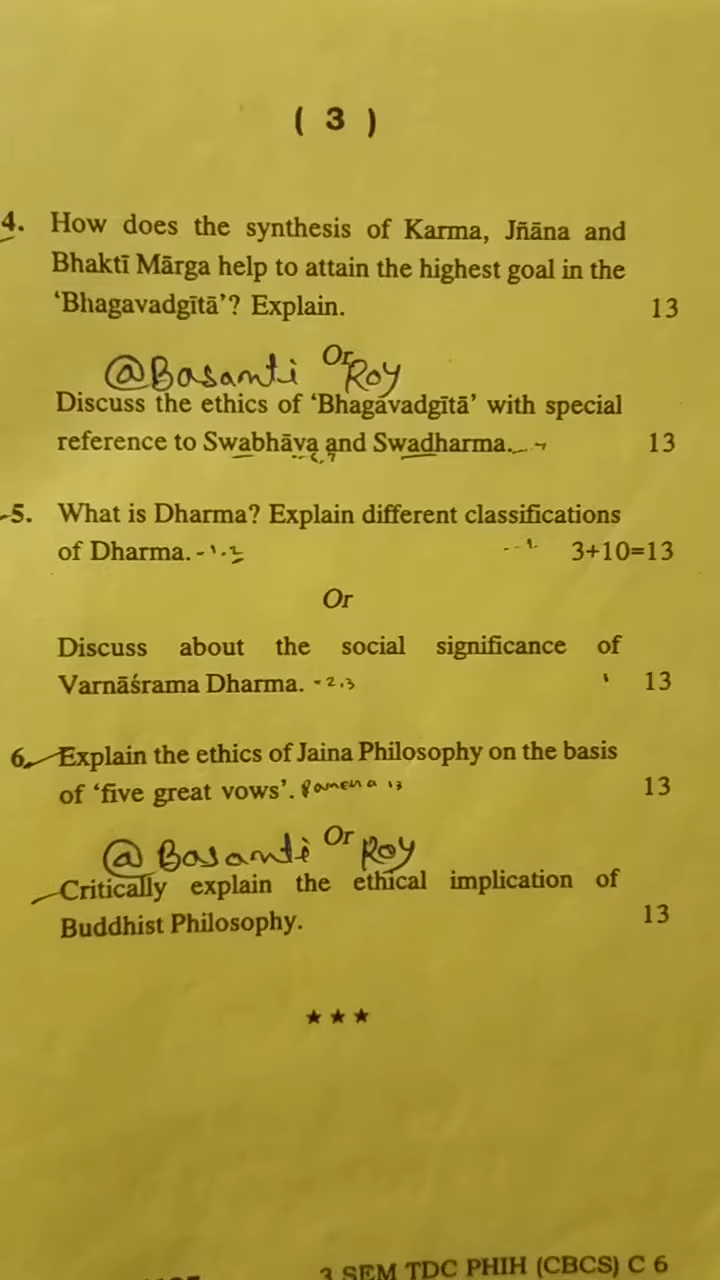 ( 3 )
4. How does the synthesis of Karma, Jñāna and
Bhaktī Mārga help to attain the highest goal in the
‘Bhagavadgītā’? Explain. 13
Or
@Basanti Roy
Discuss the ethics of ‘Bhagavadgītā’ with special
reference to Swabhāva and Swadharma. 13
5. What is Dharma? Explain different classifications
of Dharma. - 1.2 3+10=13
Or
Discuss about the social significance of
Varnāśrama Dharma. - 2.3 13
6. Explain the ethics of Jaina Philosophy on the basis
of ‘five great vows’. 13
Or
@Basanti Roy
Critically explain the ethical implication of
Buddhist Philosophy. 13
★ ★ ★
3 SEM TDC PHIH (CBCS) C 6